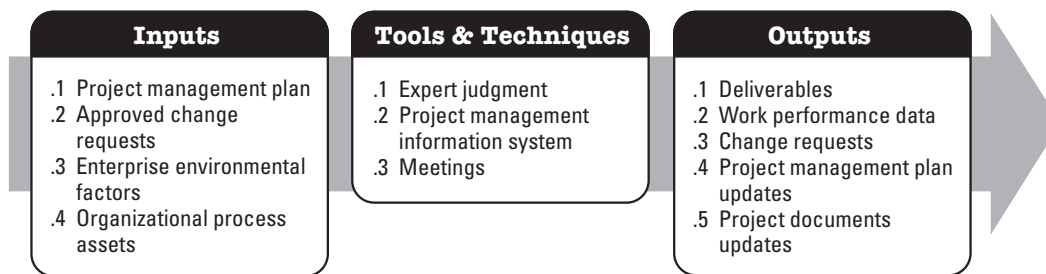 Inputs
.1 Project management plan
.2 Approved change
requests
.3 Enterprise environmental
factors
.4 Organizational process
assets
Tools & Techniques
.1 Expert judgment
.2 Project management
information system
.3 Meetings
Outputs
.1 Deliverables
.2 Work performance data
.3 Change requests
.4 Project management plan
updates
.5 Project documents
updates